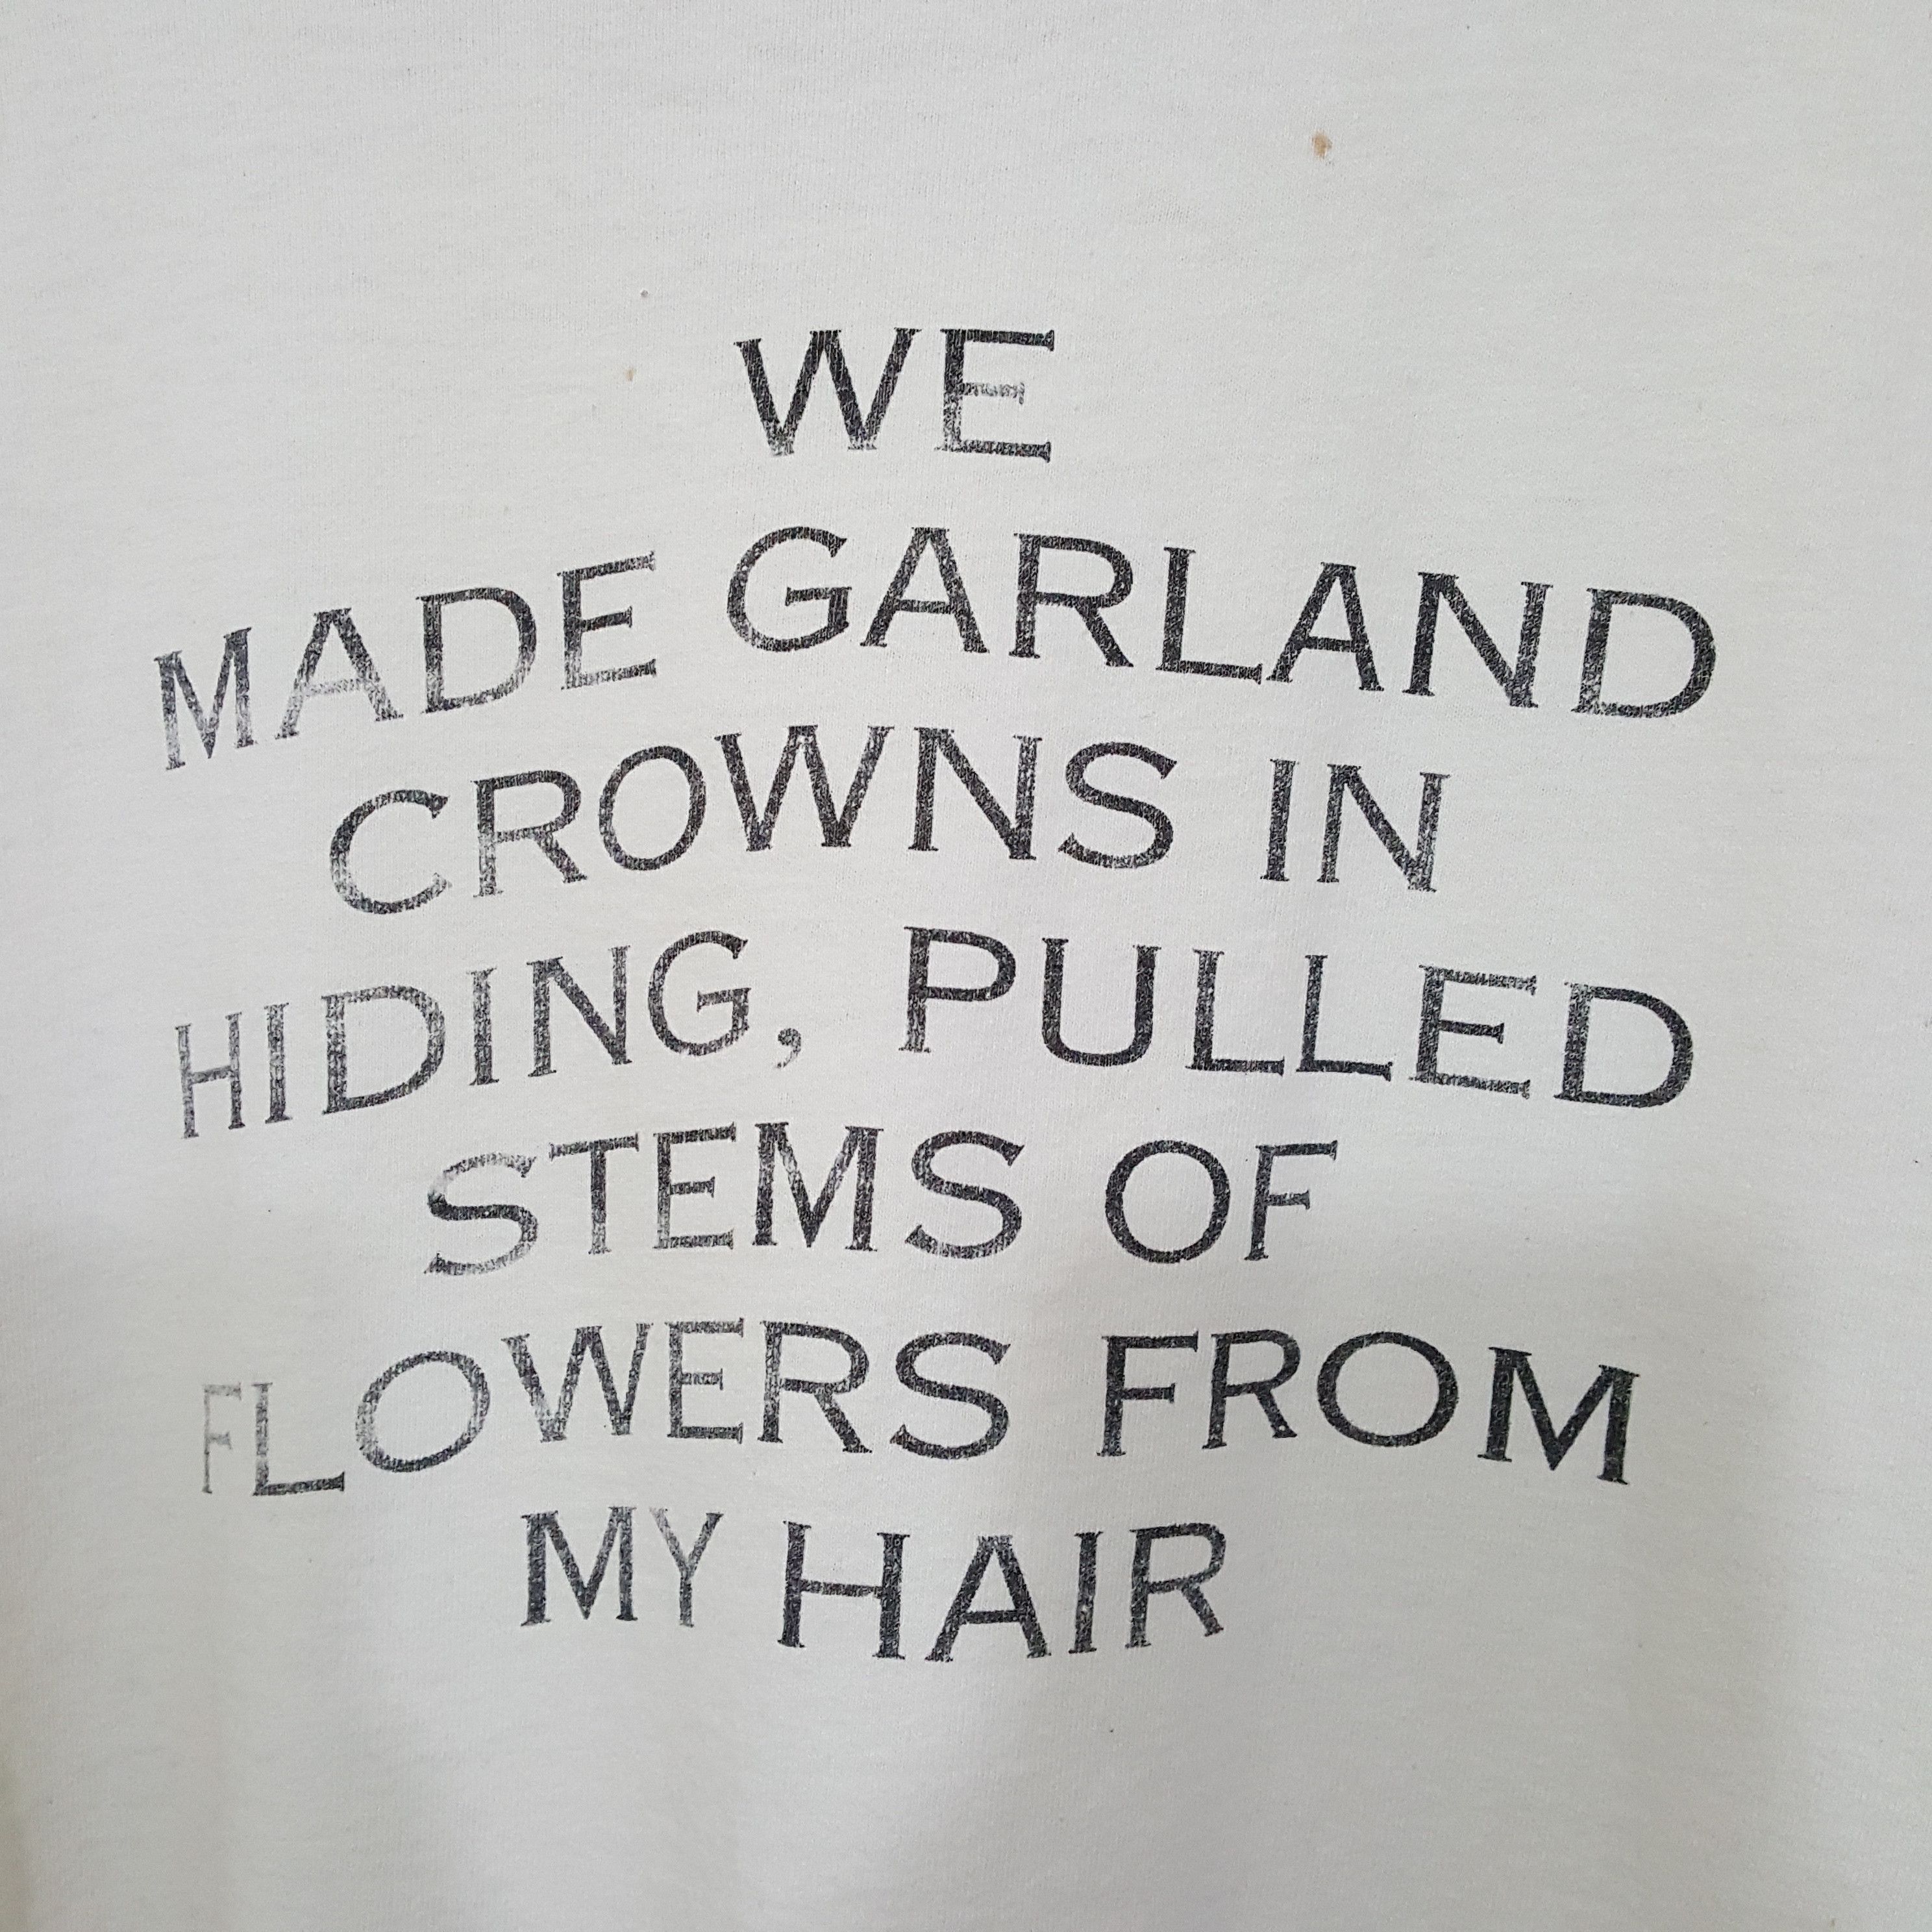 WE
MADE GARLAND
CROWNS IN
HIDING, PULLED
STEMS OF
FLOWERS FROM
MY HAIR